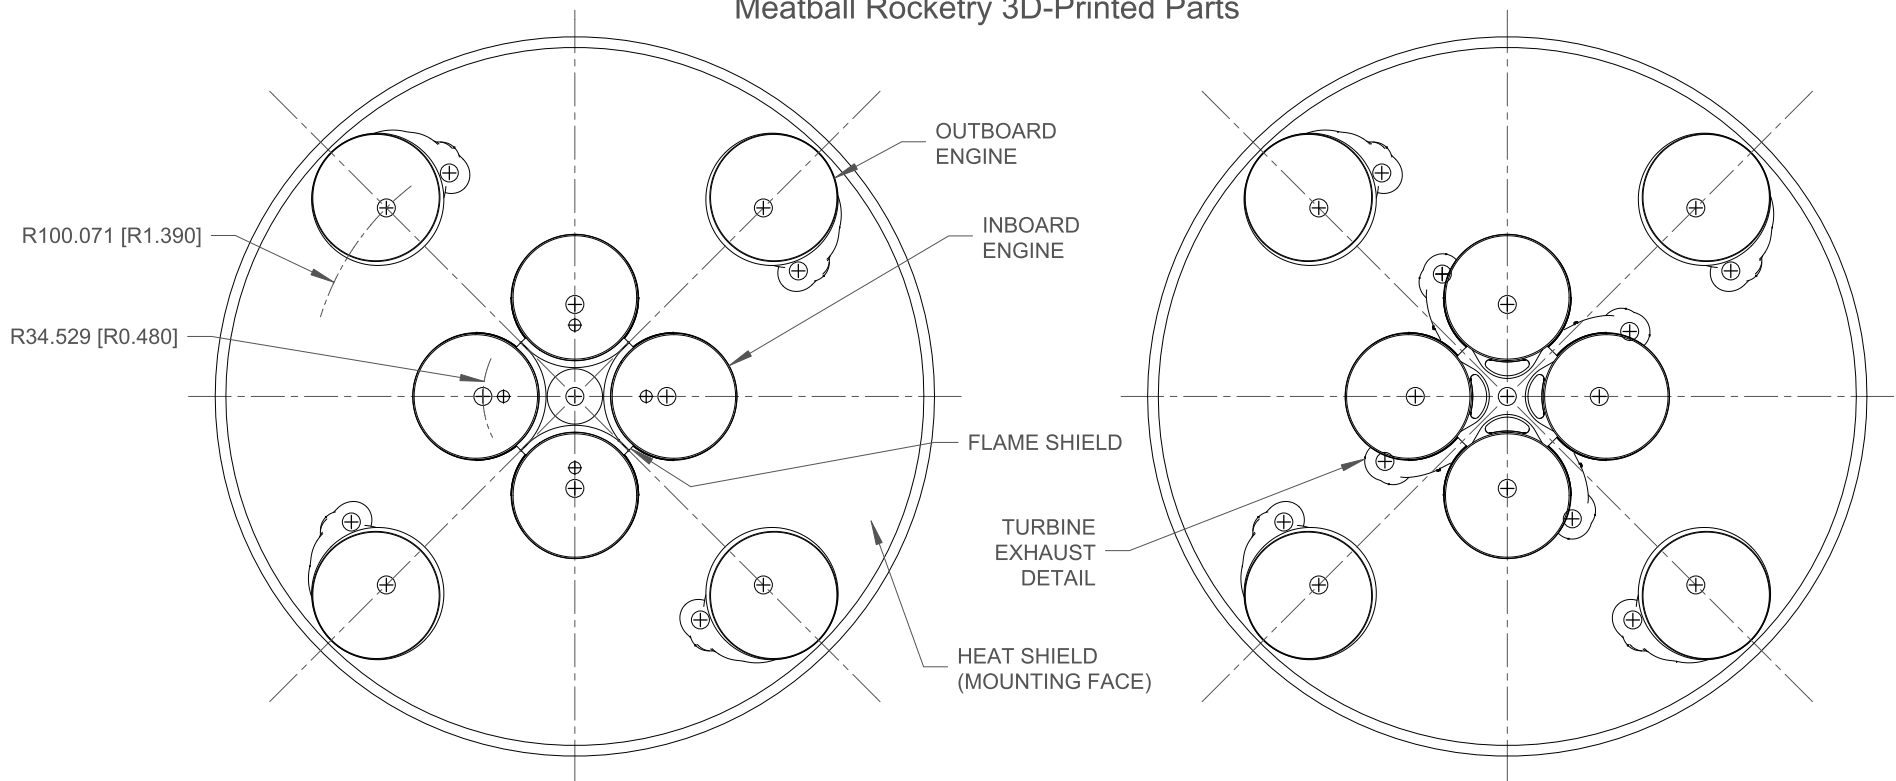 Meatball Rocketry 3D-Printed Parts
OUTBOARD
ENGINE
R100.071 [R1.390]
INBOARD
ENGINE
R34.529 [R0.480]
FLAME SHIELD
TURBINE
EXHAUST
DETAIL
HEAT SHIELD
(MOUNTING FACE)